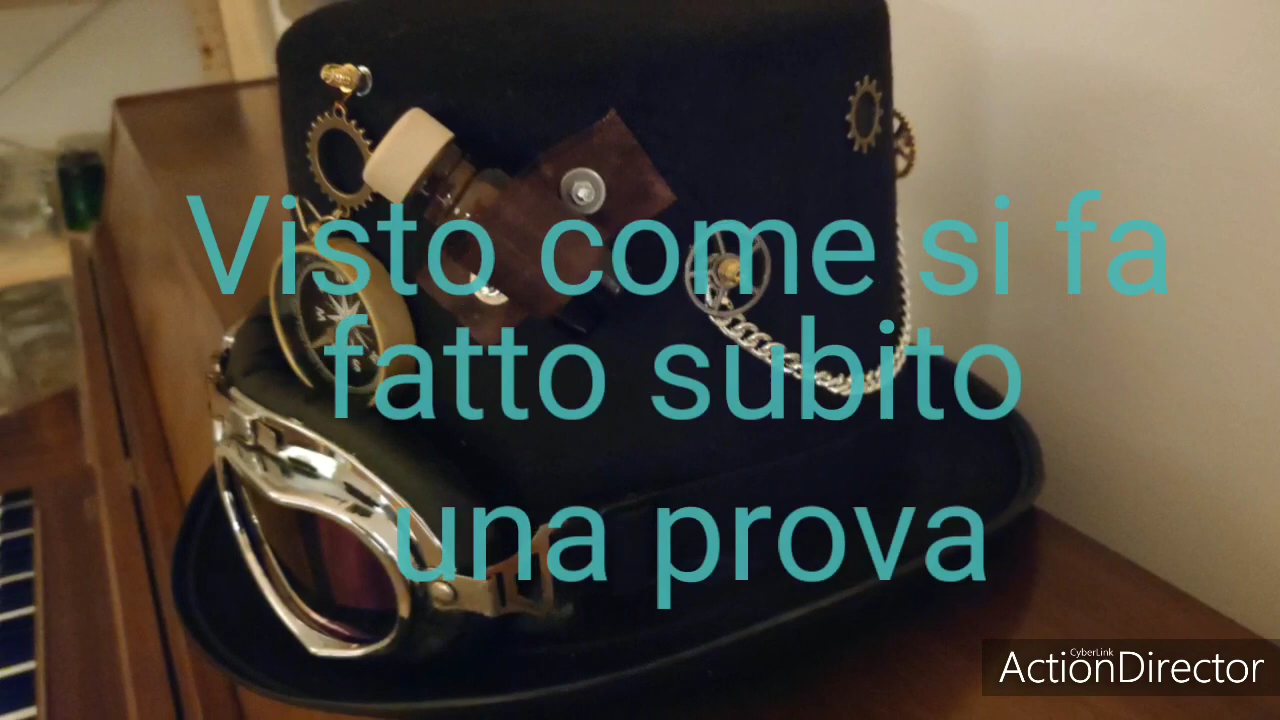 Visto come si fa
fatto subito
una prova
CyberLink
ActionDirector